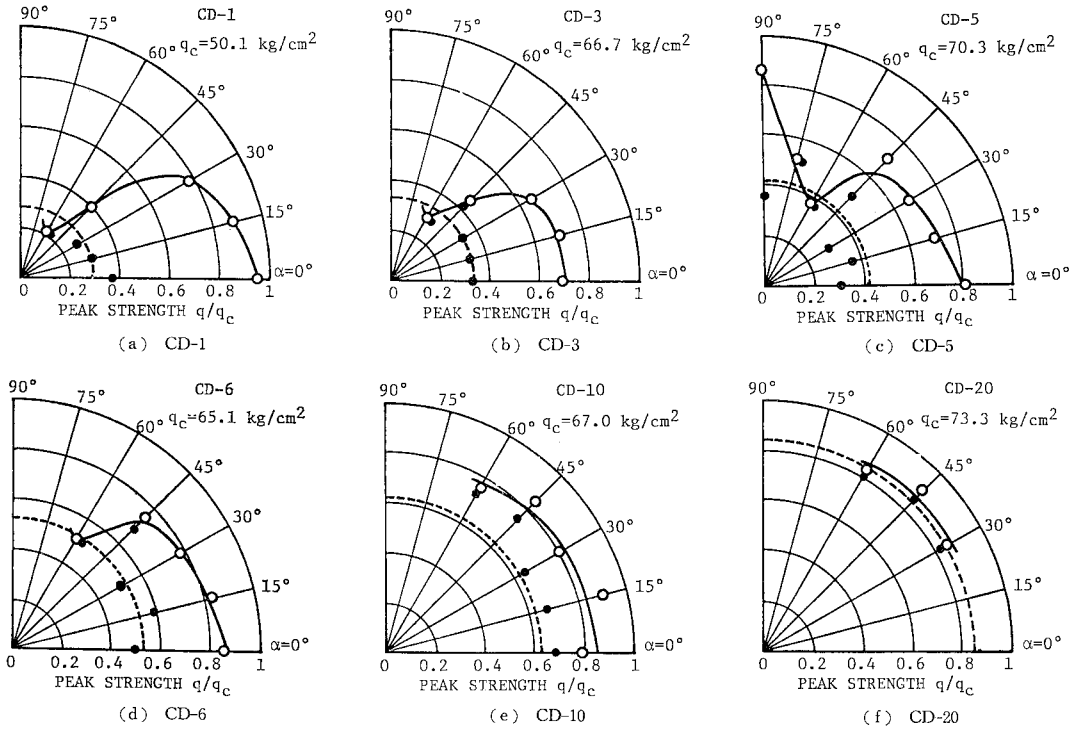 90°
CD-1
75°
60° q_c=50.1 kg/cm²
45°
30°
15°
α=0°
0 0.2 0.4 0.6 0.8 1
PEAK STRENGTH q/q_c
(a) CD-1
90°
CD-3
75°
60° q_c=66.7 kg/cm²
45°
30°
15°
α=0°
0 0.2 0.4 0.6 0.8 1
PEAK STRENGTH q/q_c
(b) CD-3
90°
CD-5
75°
60° q_c=70.3 kg/cm²
45°
30°
15°
α=0°
0 0.2 0.4 0.6 0.8 1
PEAK STRENGTH q/q_c
(c) CD-5
90°
CD-6
75°
60° q_c=65.1 kg/cm²
45°
30°
15°
α=0°
0 0.2 0.4 0.6 0.8 1
PEAK STRENGTH q/q_c
(d) CD-6
90°
CD-10
75°
60° q_c=67.0 kg/cm²
45°
30°
15°
α=0°
0 0.2 0.4 0.6 0.8 1
PEAK STRENGTH q/q_c
(e) CD-10
90°
CD-20
75°
60° q_c=73.3 kg/cm²
45°
30°
15°
α=0°
0 0.2 0.4 0.6 0.8 1
PEAK STRENGTH q/q_c
(f) CD-20